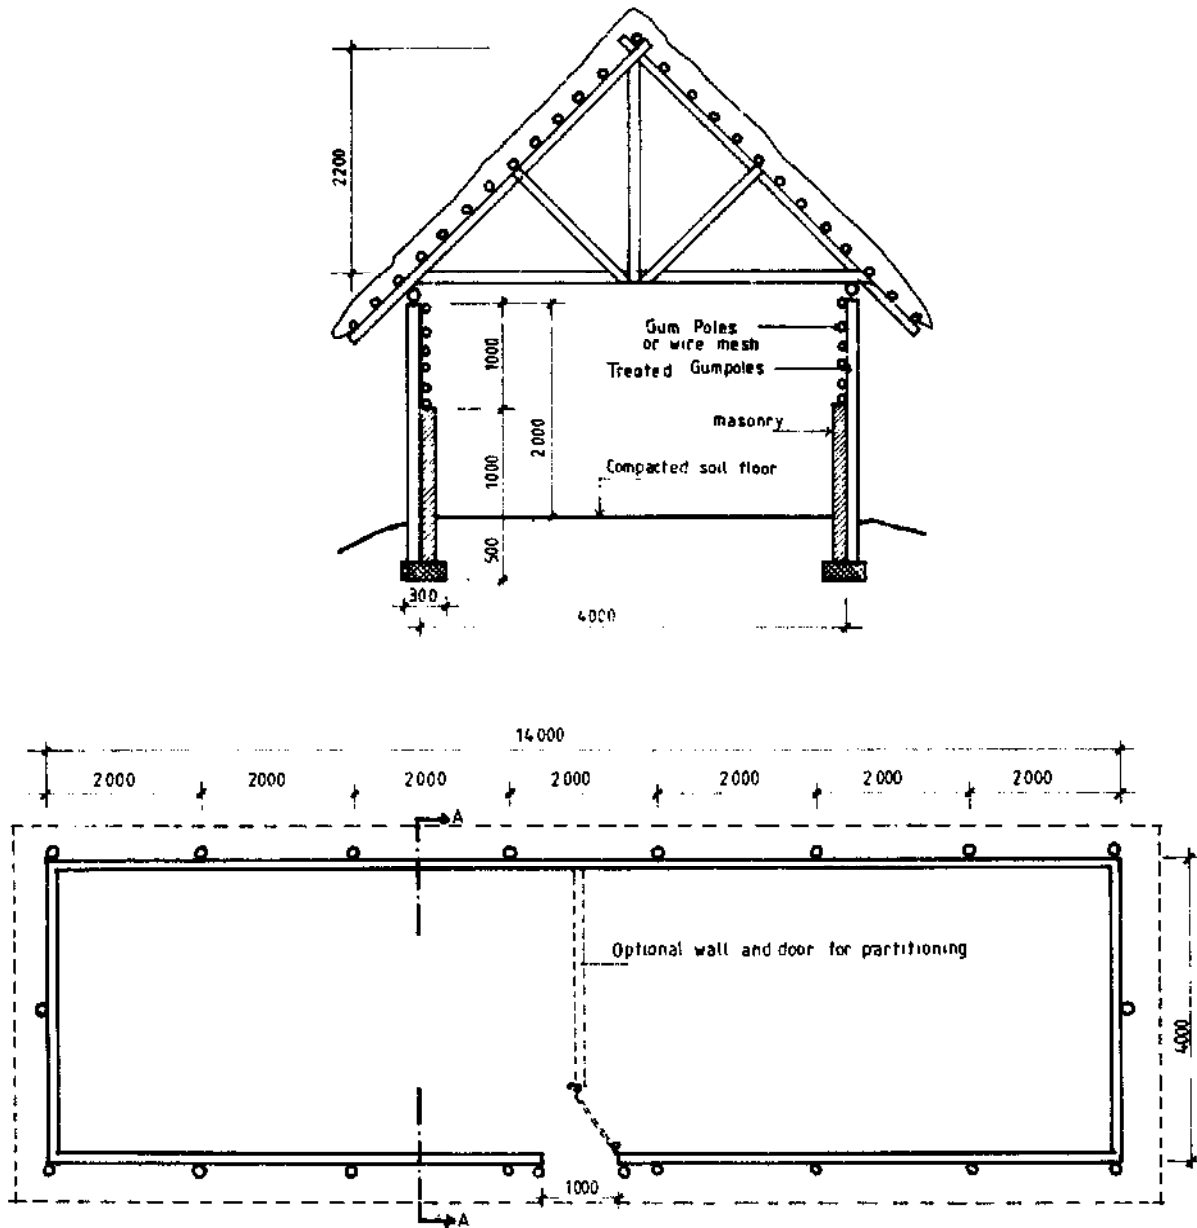 2200
Gum Poles
or wire mesh
Treated Gumpoles
masonry
Compacted soil floor
1000
2000
1000
500
300
4000
14000
2000 2000 2000 2000 2000 2000 2000
A
Optional wall and door for partitioning
4000
1000
A